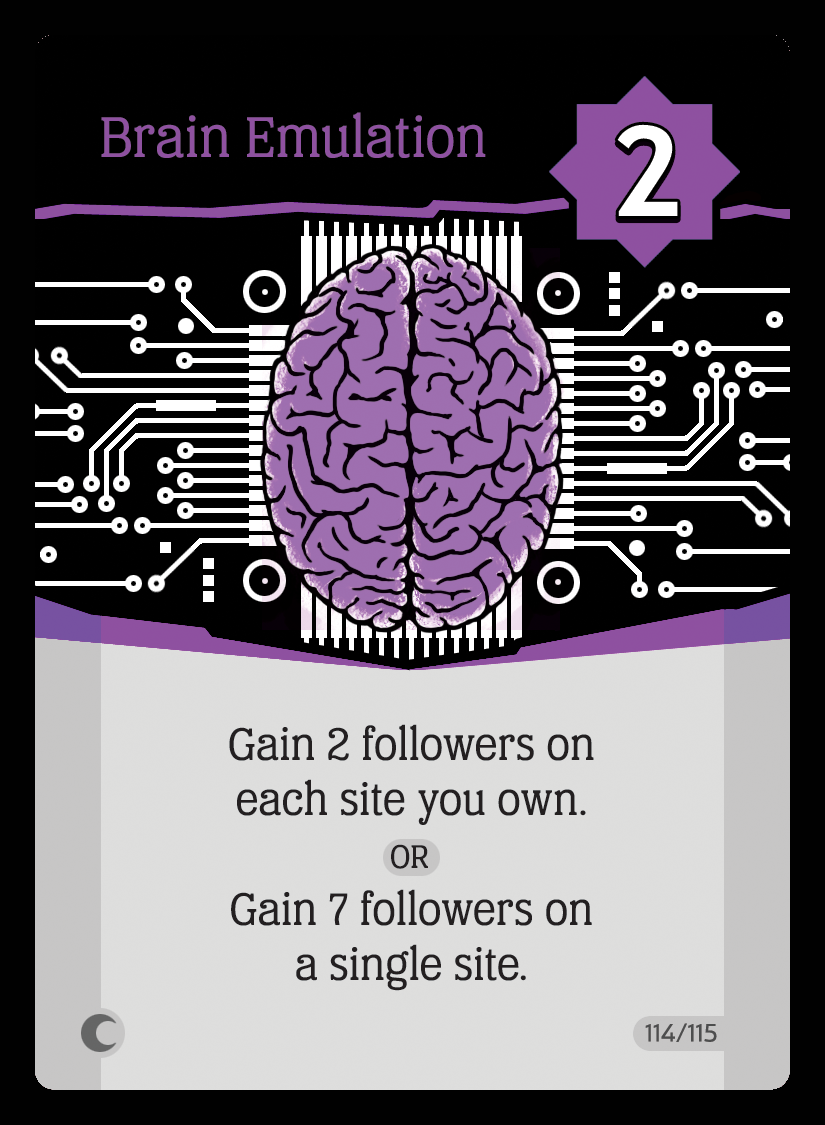 Brain Emulation
2
Gain 2 followers on
each site you own.
OR
Gain 7 followers on
a single site.
114/115